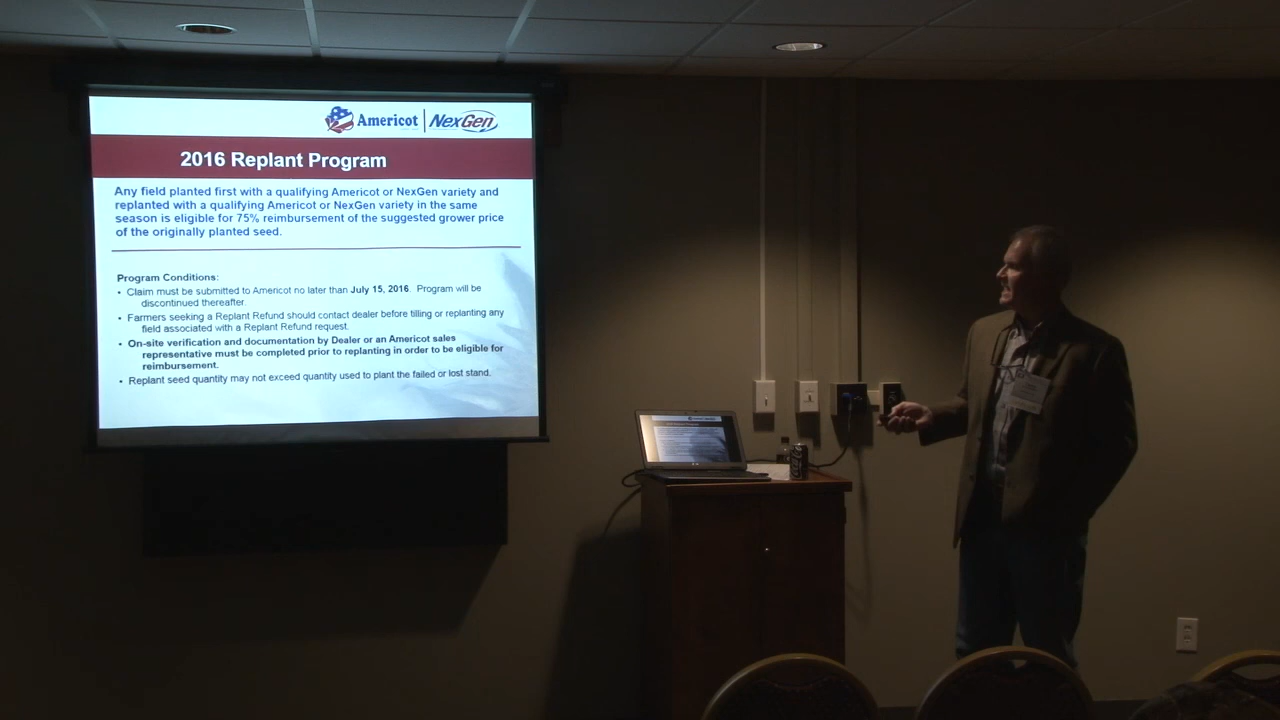 Americot | NexGen
2016 Replant Program
Any field planted first with a qualifying Americot or NexGen variety and
replanted with a qualifying Americot or NexGen variety in the same
season is eligible for 75% reimbursement of the suggested grower price
of the originally planted seed.
Program Conditions:
• Claim must be submitted to Americot no later than July 15, 2016. Program will be
discontinued thereafter.
• Farmers seeking a Replant Refund should contact dealer before tilling or replanting any
field associated with a Replant Refund request.
• On-site verification and documentation by Dealer or an Americot sales
representative must be completed prior to replanting in order to be eligible for
reimbursement.
• Replant seed quantity may not exceed quantity used to plant the failed or lost stand.